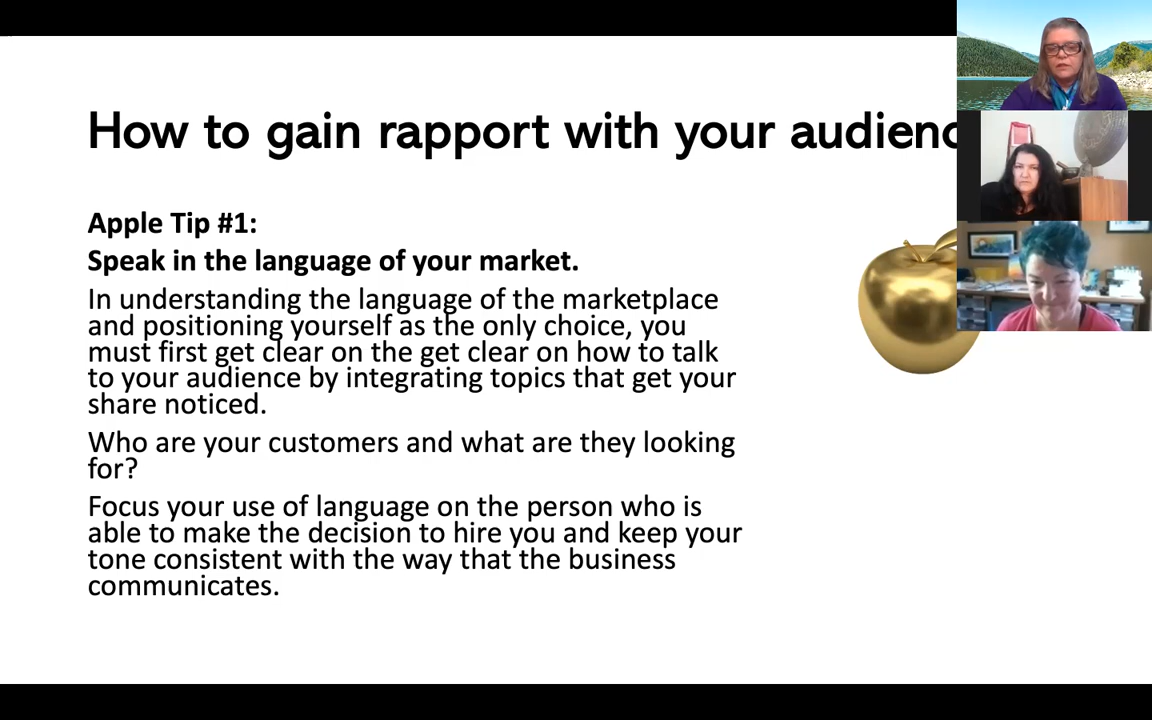 How to gain rapport with your audienc
Apple Tip #1:
Speak in the language of your market.
In understanding the language of the marketplace
and positioning yourself as the only choice, you
must first get clear on the get clear on how to talk
to your audience by integrating topics that get your
share noticed.
Who are your customers and what are they looking
for?
Focus your use of language on the person who is
able to make the decision to hire you and keep your
tone consistent with the way that the business
communicates.